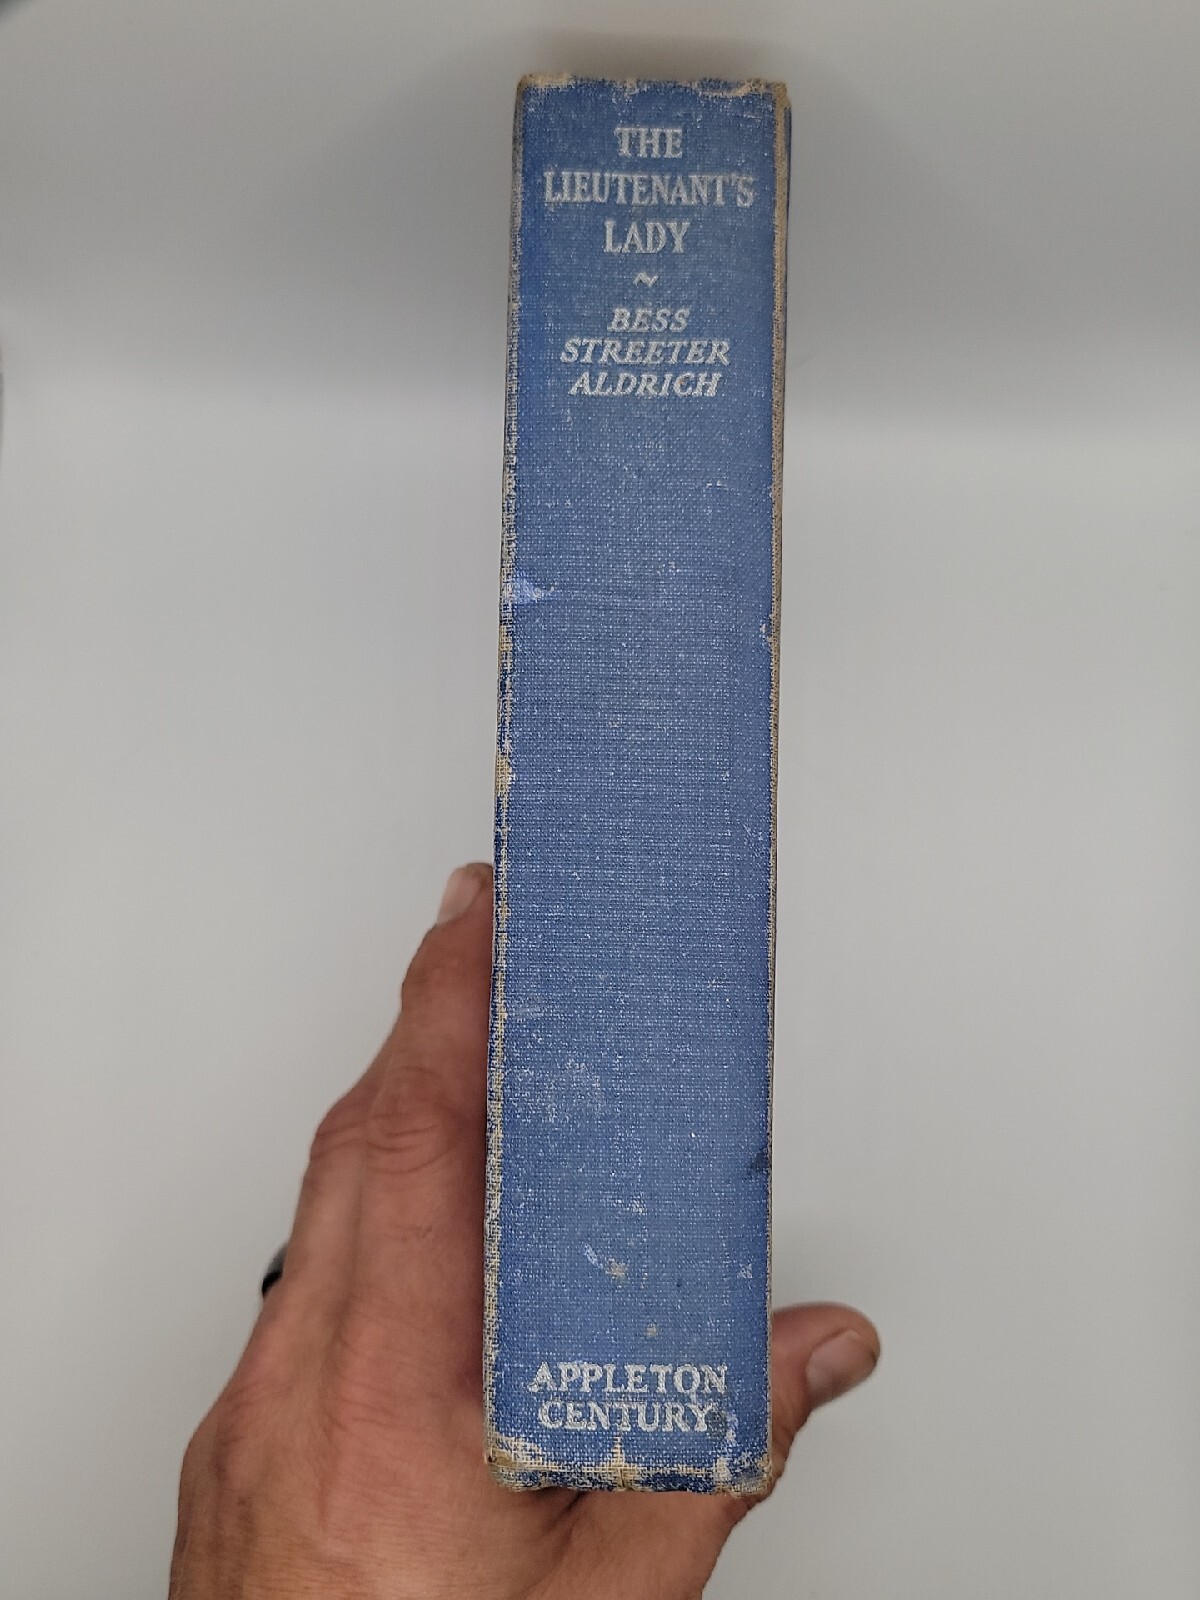 THE
LIEUTENANT'S
LADY
~
BESS
STREETER
ALDRICH
APPLETON
CENTURY